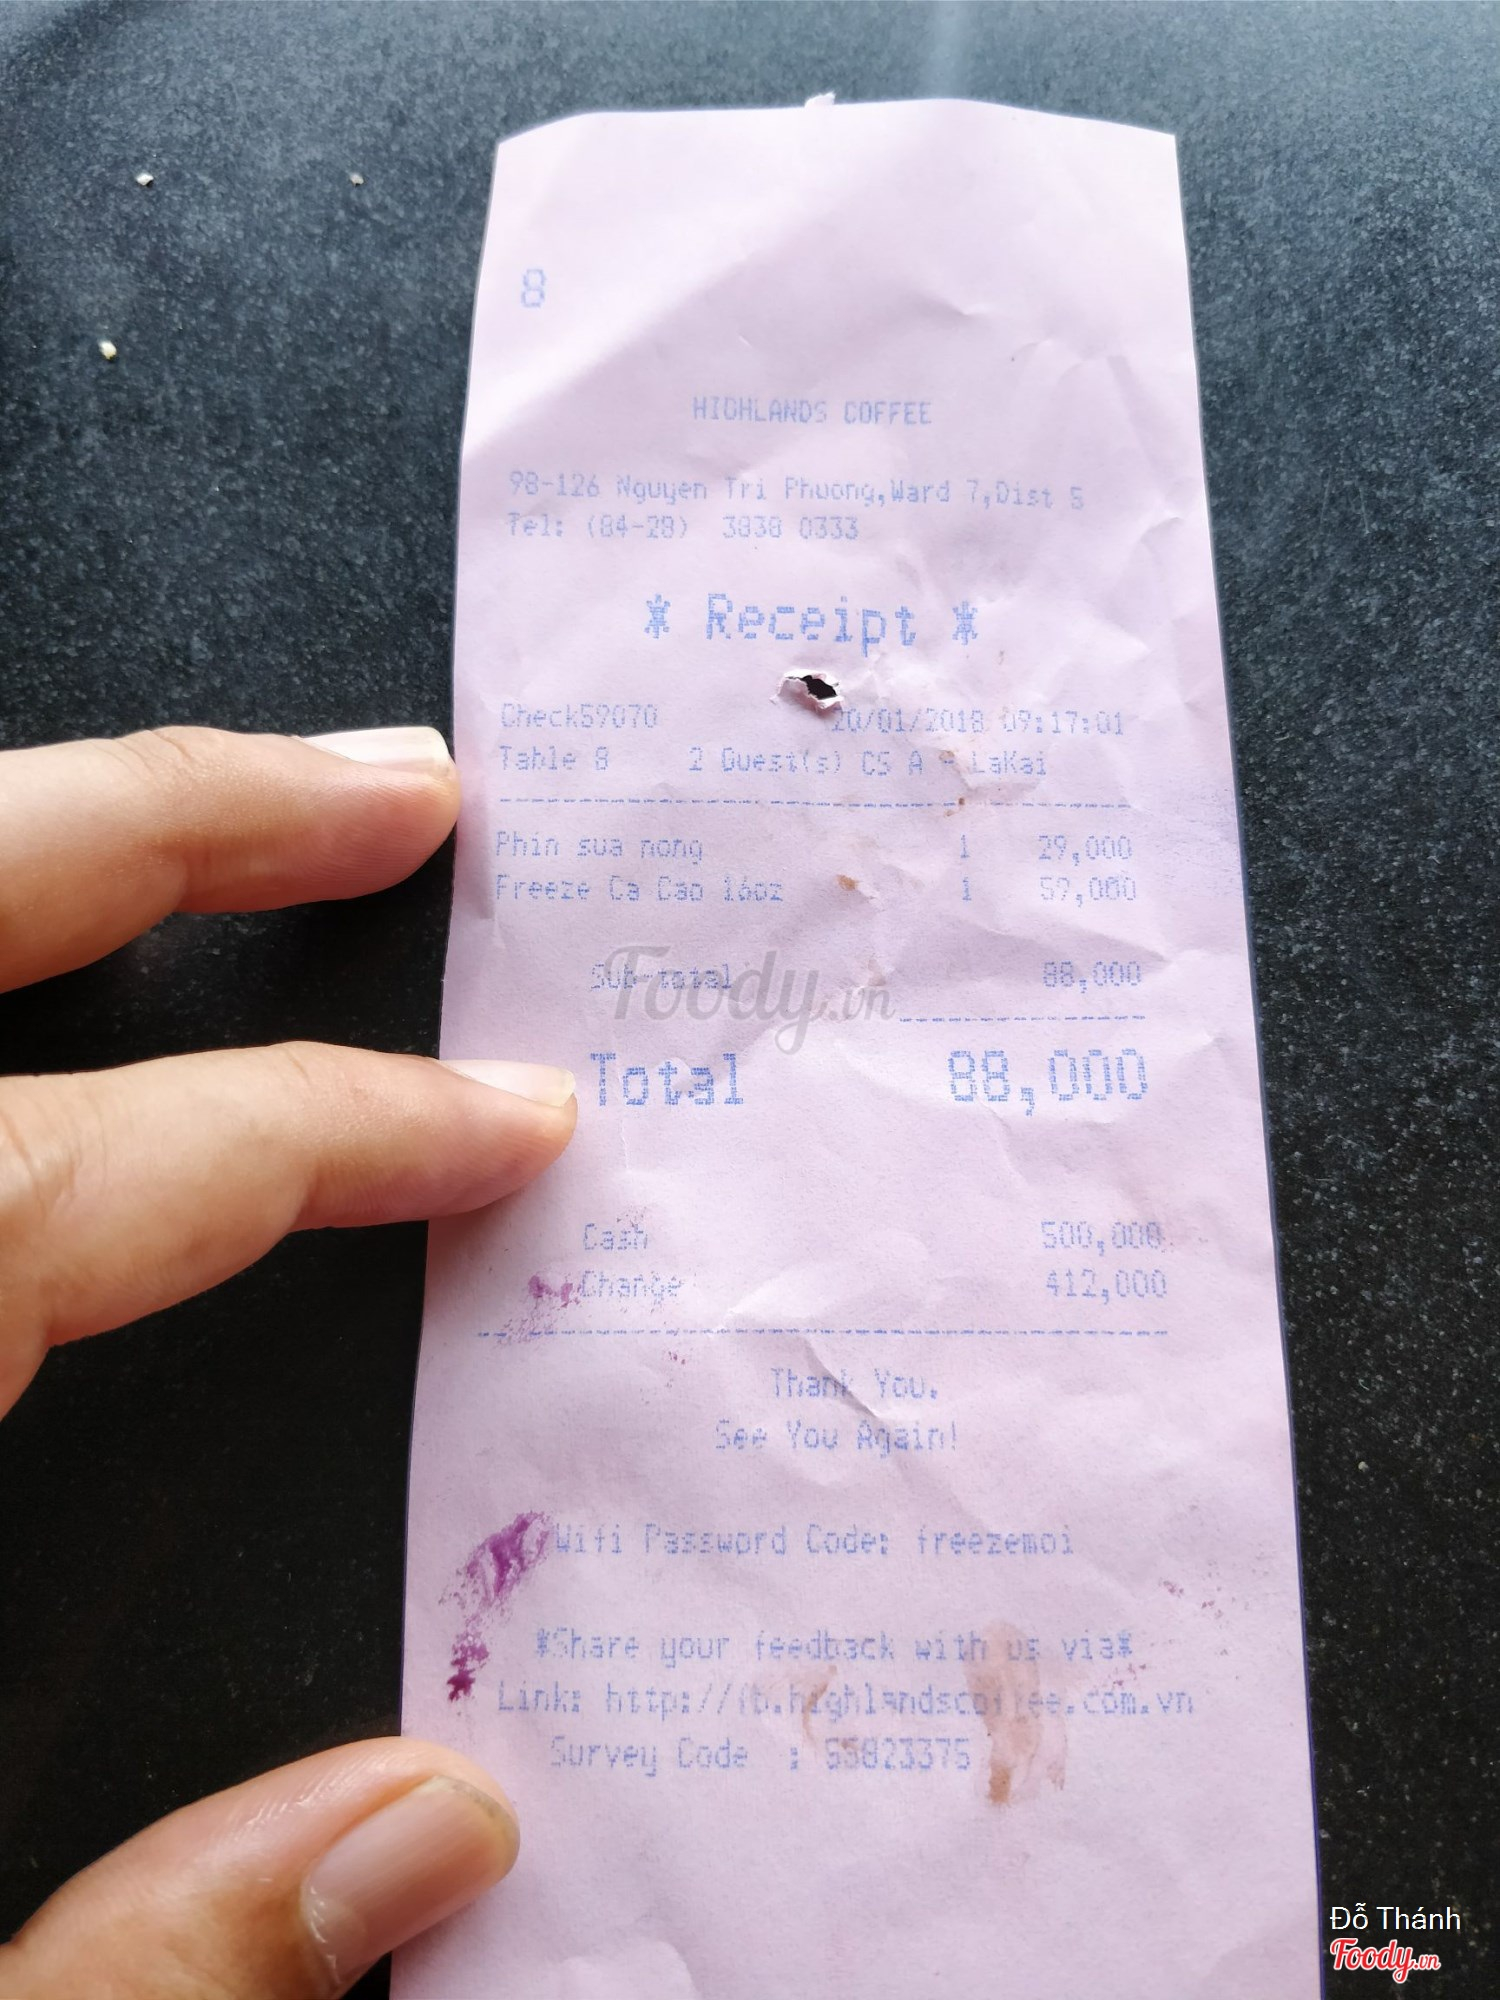 8
HIGHLANDS COFFEE
98-126 Nguyen Tri Phuong,Ward 7,Dist 5
Tel: (84-28) 3838 0333
* Receipt *
Check59070 20/01/2018 09:17:01
Table 8 2 Guest(s) CS A - LaKai
Phin sua nong 1 29,000
Freeze Ca Cao 16oz 1 59,000
Sub-total 88,000
Foody.vn
Total 88,000
Cash 500,000
Change 412,000
Thank You.
See You Again!
Wifi Password Code: freezemoi
*Share your feedback with us via*
Link: http://fb.highlandscoffee.com.vn
Survey Code : 55823375
Đỗ Thánh
Foody.vn